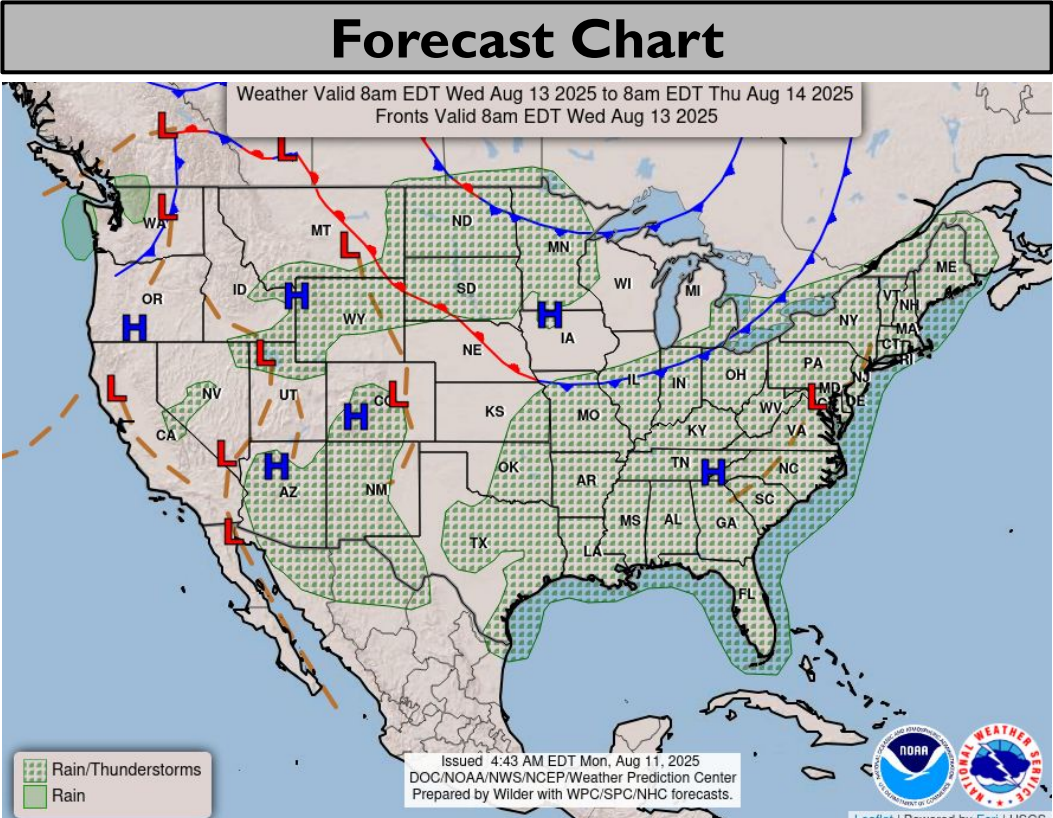 Forecast Chart
Weather Valid 8am EDT Wed Aug 13 2025 to 8am EDT Thu Aug 14 2025
Fronts Valid 8am EDT Wed Aug 13 2025
L
L
L
WA
MT
L
ND
MN
ME
OR
ID
H
WY
SD
WI
MI
VT
NH
H
H
IA
NY
MA
CT
RI
L
NE
PA
NJ
L
NV
UT
H
CO
L
KS
MO
IL
IN
OH
WV
MD
L
DE
CA
L
H
AZ
NM
OK
AR
KY
TN
H
VA
NC
SC
L
TX
LA
MS
AL
GA
FL
Rain/Thunderstorms
Rain
Issued 4:43 AM EDT Mon, Aug 11, 2025
DOC/NOAA/NWS/NCEP/Weather Prediction Center
Prepared by Wilder with WPC/SPC/NHC forecasts.
NOAA
NATIONAL WEATHER SERVICE
Leaflet | Powered by Esri | USGS